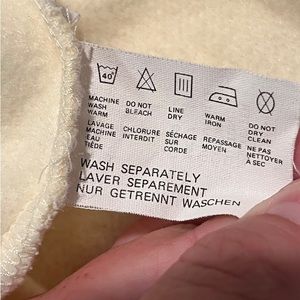 40°
MACHINE WASH WARM DO NOT BLEACH LINE DRY WARM IRON DO NOT DRY CLEAN
LAVAGE MACHINE EAU TIÈDE CHLORURE INTERDIT SÉCHAGE SUR CORDE REPASSAGE MOYEN NE PAS NETTOYER A SEC
WASH SEPARATELY
LAVER SEPAREMENT
NUR GETRENNT WASCHEN